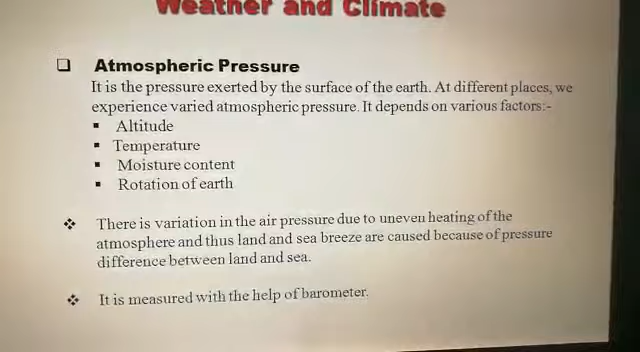 Weather and Climate
❑ Atmospheric Pressure
It is the pressure exerted by the surface of the earth. At different places, we
experience varied atmospheric pressure. It depends on various factors:-
▪ Altitude
▪ Temperature
▪ Moisture content
▪ Rotation of earth
❖ There is variation in the air pressure due to uneven heating of the
atmosphere and thus land and sea breeze are caused because of pressure
difference between land and sea.
❖ It is measured with the help of barometer.